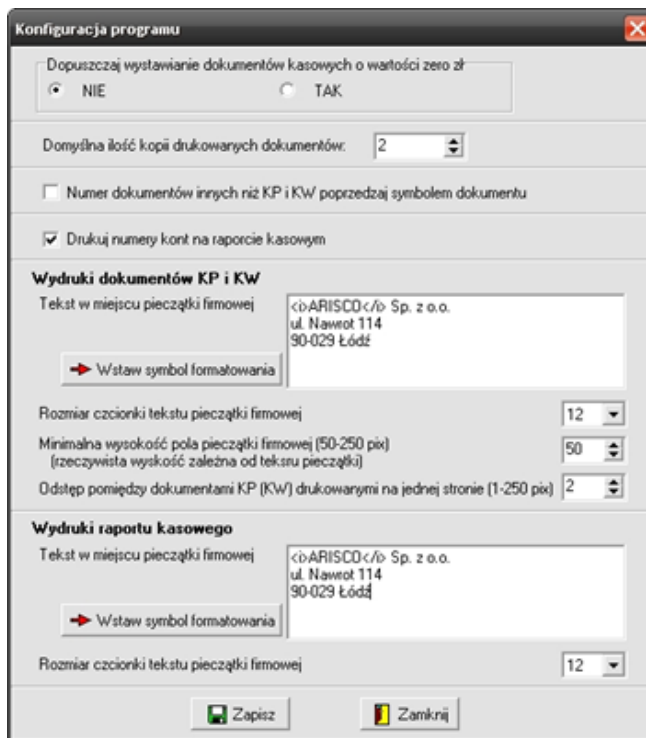 Konfiguracja programu
Dopuszczaj wystawianie dokumentów kasowych o wartości zero zł
NIE TAK
Domyślna ilość kopii drukowanych dokumentów: 2
Numer dokumentów innych niż KP i KW poprzedzaj symbolem dokumentu
Drukuj numery kont na raporcie kasowym
Wydruki dokumentów KP i KW
Tekst w miejscu pieczątki firmowej
<i>ARISCO</i> Sp. z o.o.
ul. Nawrot 114
90-029 Łódź
Wstaw symbol formatowania
Rozmiar czcionki tekstu pieczątki firmowej 12
Minimalna wysokość pola pieczątki firmowej (50-250 pix) 50
(rzeczywista wyskość zależna od teksru pieczątki)
Odstęp pomiędzy dokumentami KP (KW) drukowanymi na jednej stronie (1-250 pix) 2
Wydruki raportu kasowego
Tekst w miejscu pieczątki firmowej
<i>ARISCO</i> Sp. z o.o.
ul. Nawrot 114
90-029 Łódź
Wstaw symbol formatowania
Rozmiar czcionki tekstu pieczątki firmowej 12
Zapisz Zamknij